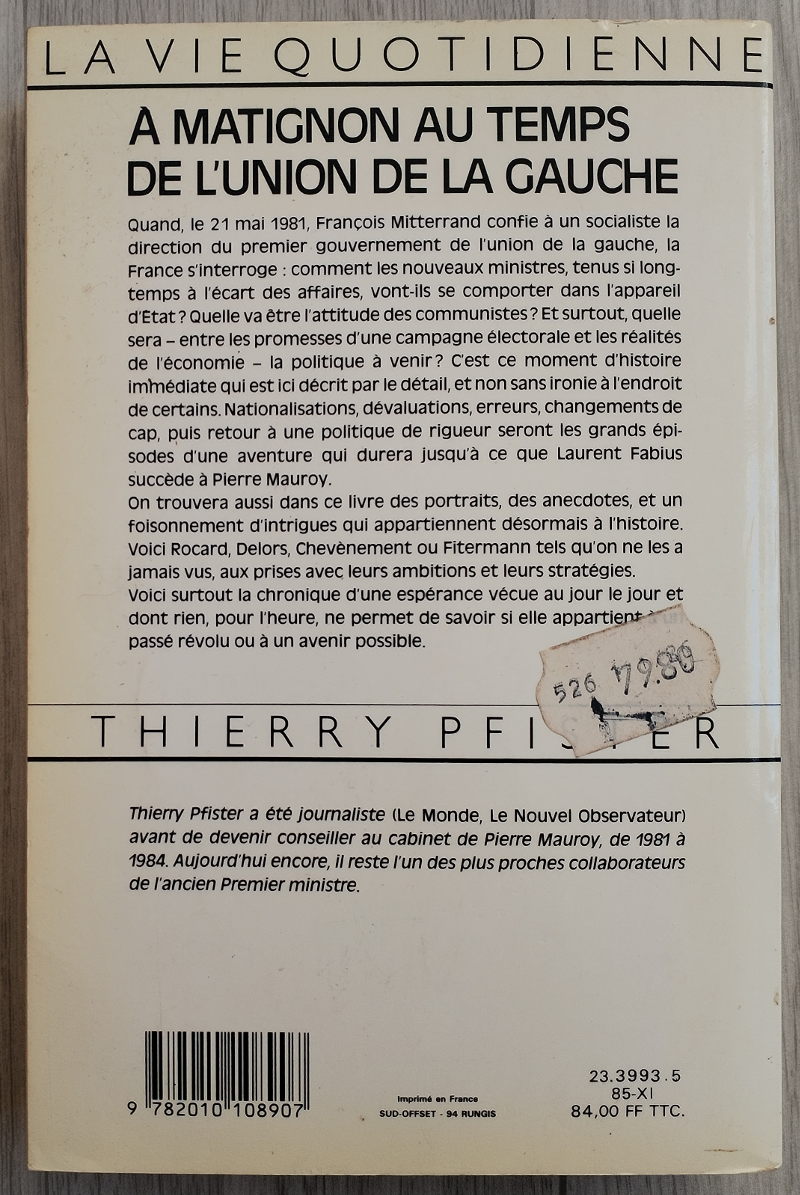 LA VIE QUOTIDIENNE
À MATIGNON AU TEMPS
DE L'UNION DE LA GAUCHE
Quand, le 21 mai 1981, François Mitterrand confie à un socialiste la
direction du premier gouvernement de l'union de la gauche, la
France s'interroge : comment les nouveaux ministres, tenus si long-
temps à l'écart des affaires, vont-ils se comporter dans l'appareil
d'État ? Quelle va être l'attitude des communistes ? Et surtout, quelle
sera – entre les promesses d'une campagne électorale et les réalités
de l'économie – la politique à venir ? C'est ce moment d'histoire
immédiate qui est ici décrit par le détail, et non sans ironie à l'endroit
de certains. Nationalisations, dévaluations, erreurs, changements de
cap, puis retour à une politique de rigueur seront les grands épi-
sodes d'une aventure qui durera jusqu'à ce que Laurent Fabius
succède à Pierre Mauroy.
On trouvera aussi dans ce livre des portraits, des anecdotes, et un
foisonnement d'intrigues qui appartiennent désormais à l'histoire.
Voici Rocard, Delors, Chevènement ou Fitermann tels qu'on ne les a
jamais vus, aux prises avec leurs ambitions et leurs stratégies.
Voici surtout la chronique d'une espérance vécue au jour le jour et
dont rien, pour l'heure, ne permet de savoir si elle appartient
passé révolu ou à un avenir possible.
526
THIERRY PFISTER
Thierry Pfister a été journaliste (Le Monde, Le Nouvel Observateur)
avant de devenir conseiller au cabinet de Pierre Mauroy, de 1981 à
1984. Aujourd'hui encore, il reste l'un des plus proches collaborateurs
de l'ancien Premier ministre.
9 782010 108907
Imprimé en France
SUD-OFFSET - 94 RUNGIS
23.3993.5
85-XI
84,00 FF TTC.